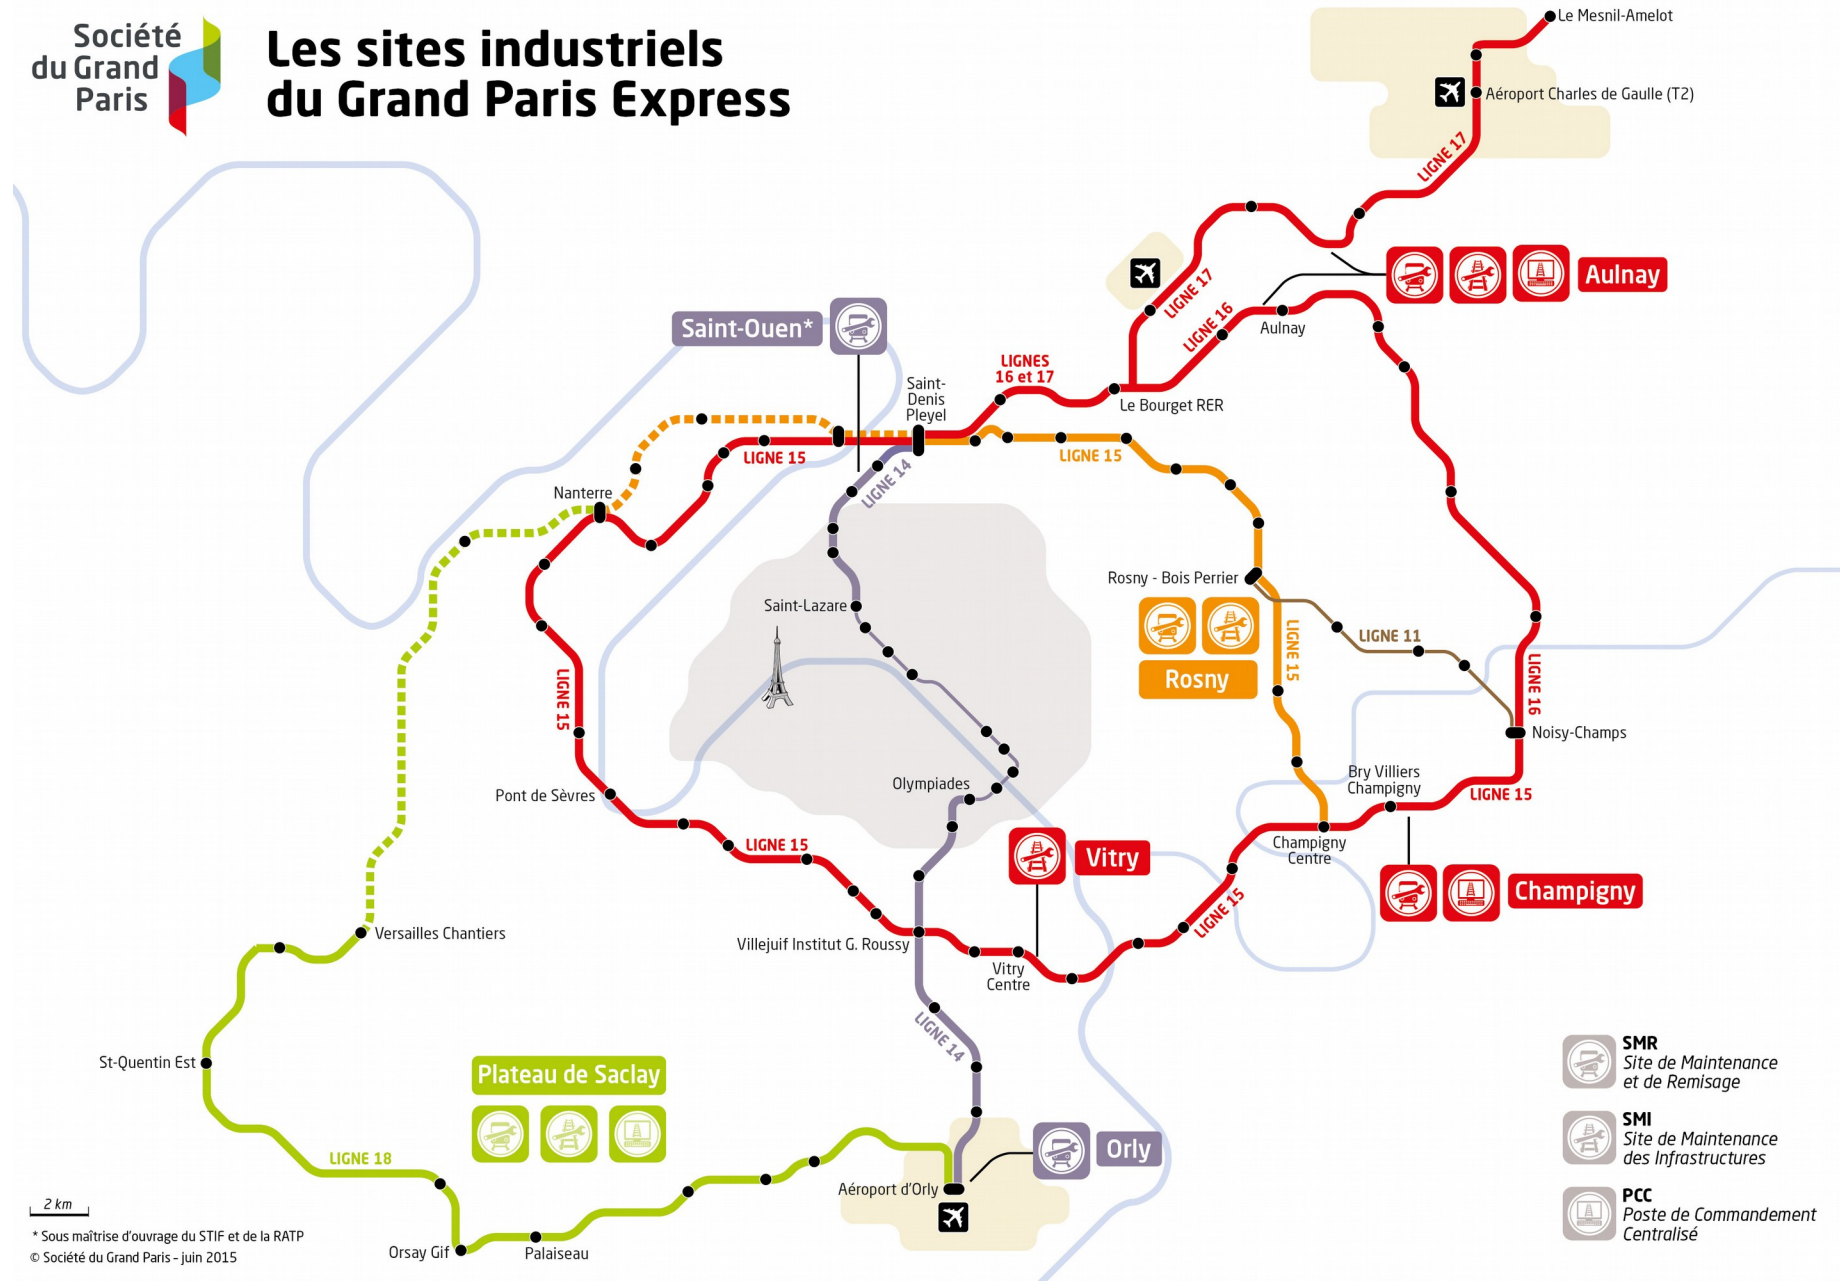 Société
du Grand
Paris
Les sites industriels
du Grand Paris Express
Le Mesnil-Amelot
Aéroport Charles de Gaulle (T2)
LIGNE 17
Aulnay
LIGNE 17
LIGNE 16
Aulnay
Saint-Ouen*
LIGNES
16 et 17
Saint-
Denis
Pleyel
Le Bourget RER
LIGNE 15
LIGNE 15
LIGNE 14
Nanterre
Rosny - Bois Perrier
Saint-Lazare
LIGNE 15
LIGNE 11
Rosny
LIGNE 15
LIGNE 16
Noisy-Champs
Bry Villiers
Champigny
LIGNE 15
Pont de Sèvres
Olympiades
LIGNE 15
Vitry
Champigny
Centre
Champigny
LIGNE 15
Versailles Chantiers
Villejuif Institut G. Roussy
Vitry
Centre
LIGNE 14
St-Quentin Est
Plateau de Saclay
LIGNE 18
Orly
Aéroport d'Orly
Orsay Gif
Palaiseau
SMR
Site de Maintenance
et de Remisage
SMI
Site de Maintenance
des Infrastructures
PCC
Poste de Commandement
Centralisé
2 km
* Sous maîtrise d'ouvrage du STIF et de la RATP
© Société du Grand Paris – juin 2015